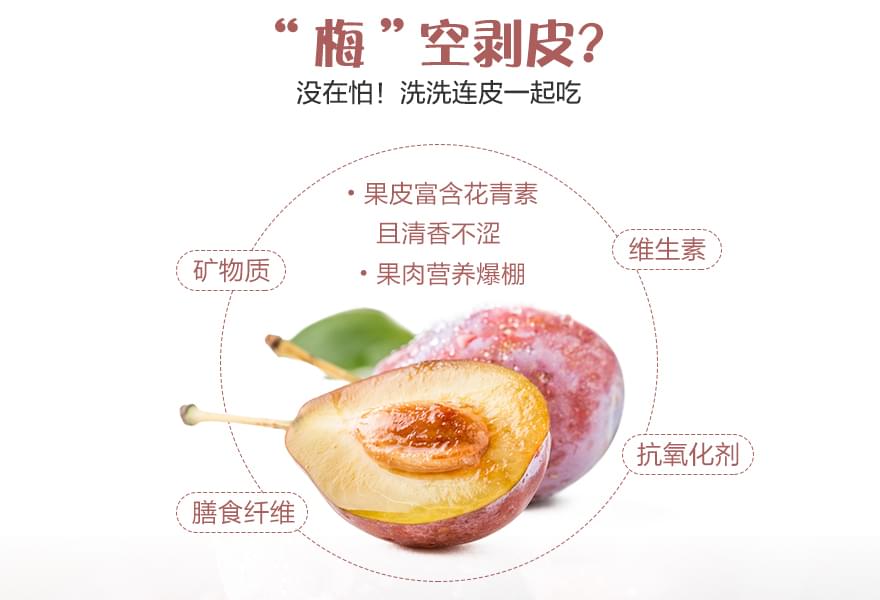 “梅”空剥皮？
没在怕！洗洗连皮一起吃
·果皮富含花青素
且清香不涩
·果肉营养爆棚
维生素
矿物质
抗氧化剂
膳食纤维